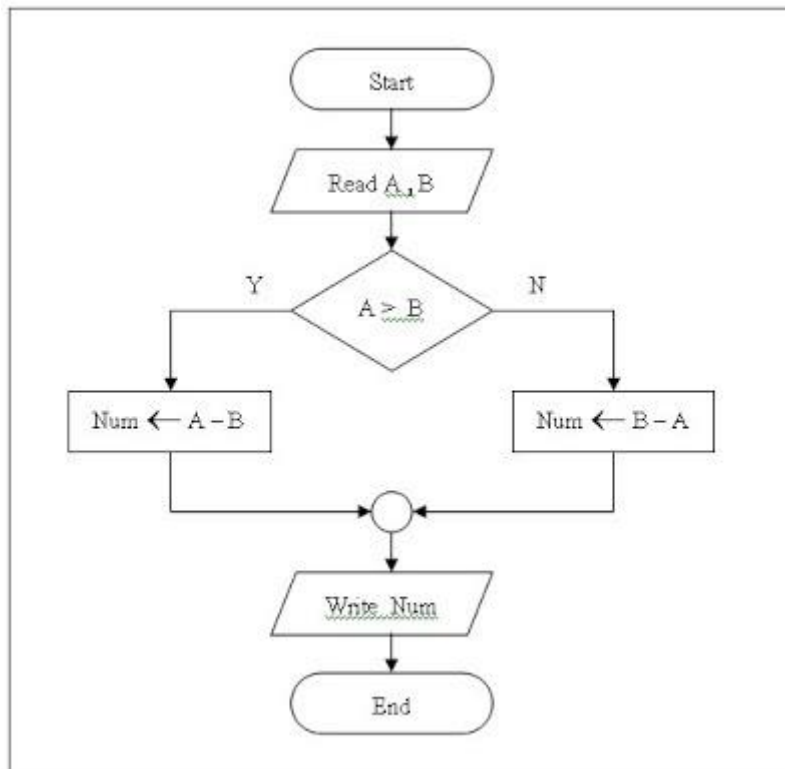 Start
Read A , B
Y
N
A > B
Num ← A – B
Num ← B – A
Write Num
End